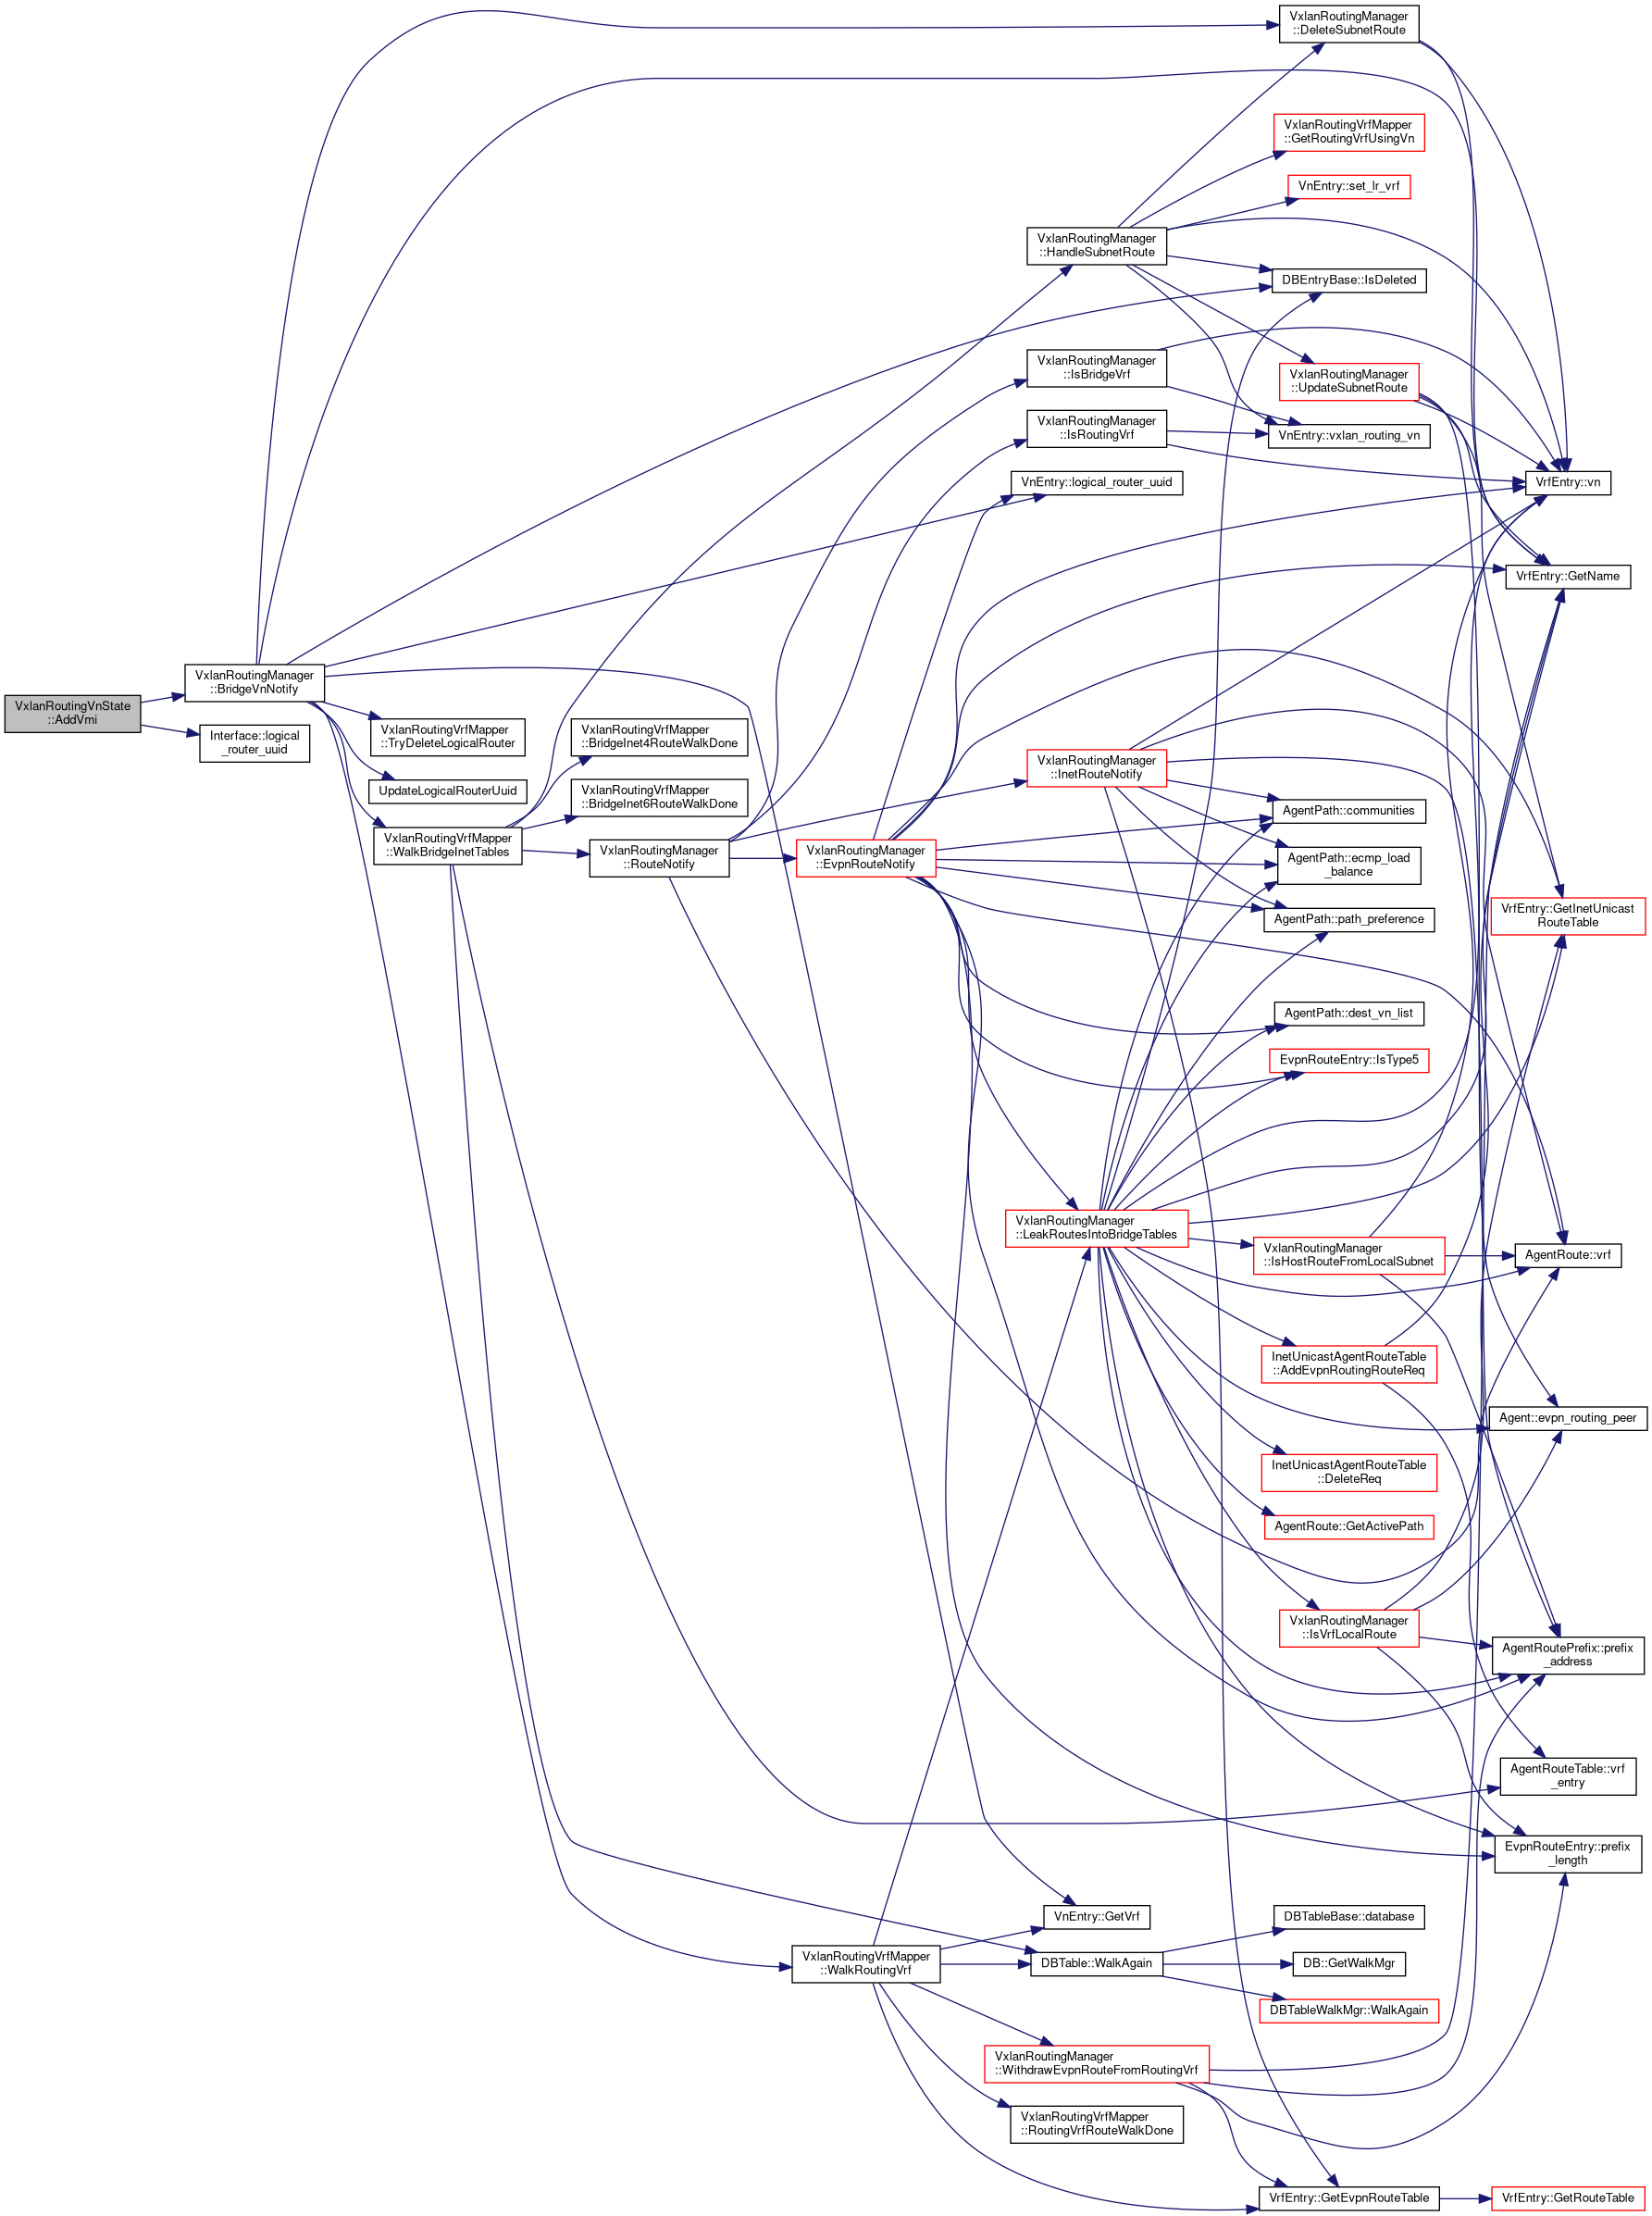 VxlanRoutingManager
::DeleteSubnetRoute
VxlanRoutingVrfMapper
::GetRoutingVrfUsingVn
VnEntry::set_lr_vrf
VxlanRoutingManager
::HandleSubnetRoute
DBEntryBase::IsDeleted
VxlanRoutingManager
::IsBridgeVrf
VxlanRoutingManager
::UpdateSubnetRoute
VxlanRoutingManager
::IsRoutingVrf
VnEntry::vxlan_routing_vn
VnEntry::logical_router_uuid
VrfEntry::vn
VrfEntry::GetName
VxlanRoutingManager
::BridgeVnNotify
VxlanRoutingVnState
::AddVmi
Interface::logical
_router_uuid
VxlanRoutingVrfMapper
::TryDeleteLogicalRouter
VxlanRoutingVrfMapper
::BridgeInet4RouteWalkDone
UpdateLogicalRouterUuid
VxlanRoutingVrfMapper
::BridgeInet6RouteWalkDone
VxlanRoutingManager
::InetRouteNotify
AgentPath::communities
VxlanRoutingVrfMapper
::WalkBridgeInetTables
VxlanRoutingManager
::RouteNotify
VxlanRoutingManager
::EvpnRouteNotify
AgentPath::ecmp_load
_balance
AgentPath::path_preference
VrfEntry::GetInetUnicast
RouteTable
AgentPath::dest_vn_list
EvpnRouteEntry::IsType5
VxlanRoutingManager
::LeakRoutesIntoBridgeTables
VxlanRoutingManager
::IsHostRouteFromLocalSubnet
AgentRoute::vrf
InetUnicastAgentRouteTable
::AddEvpnRoutingRouteReq
Agent::evpn_routing_peer
InetUnicastAgentRouteTable
::DeleteReq
AgentRoute::GetActivePath
VxlanRoutingManager
::IsVrfLocalRoute
AgentRoutePrefix::prefix
_address
AgentRouteTable::vrf
_entry
EvpnRouteEntry::prefix
_length
VnEntry::GetVrf
DBTableBase::database
VxlanRoutingVrfMapper
::WalkRoutingVrf
DBTable::WalkAgain
DB::GetWalkMgr
DBTableWalkMgr::WalkAgain
VxlanRoutingManager
::WithdrawEvpnRouteFromRoutingVrf
VxlanRoutingVrfMapper
::RoutingVrfRouteWalkDone
VrfEntry::GetEvpnRouteTable
VrfEntry::GetRouteTable